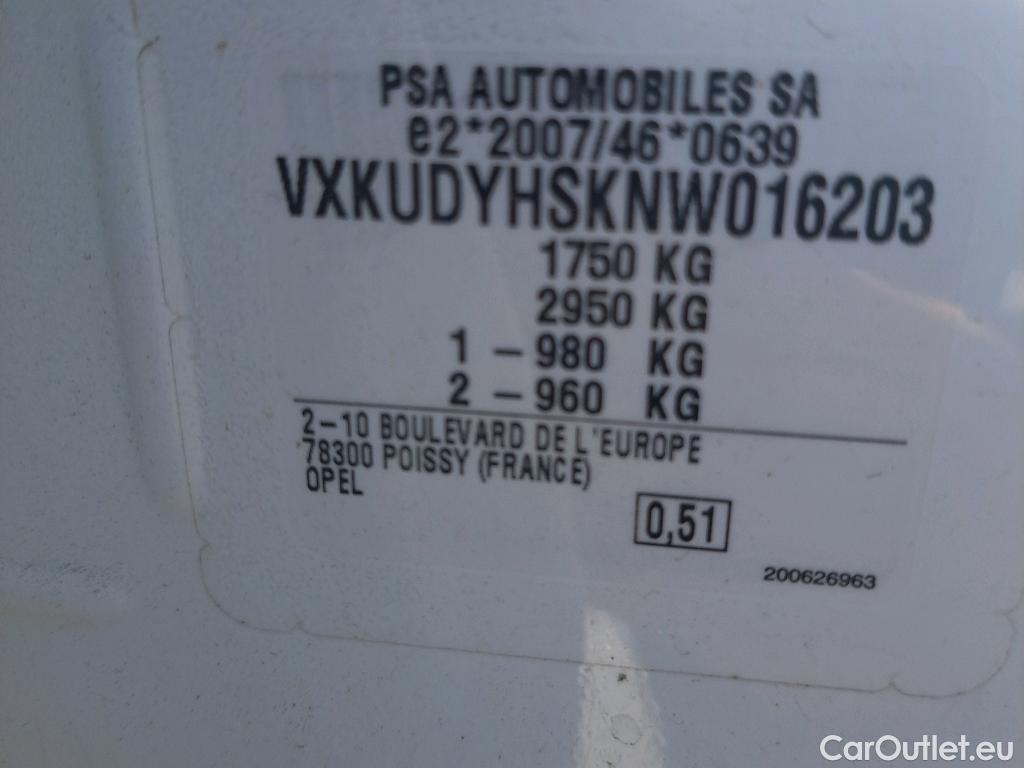 PSA AUTOMOBILES SA
e2*2007/46*0639
VXKUDYHSKNW016203
1750 KG
2950 KG
1 – 980 KG
2 – 960 KG
2-10 BOULEVARD DE L'EUROPE
78300 POISSY (FRANCE)
OPEL
0,51
200626963
CarOutlet.eu